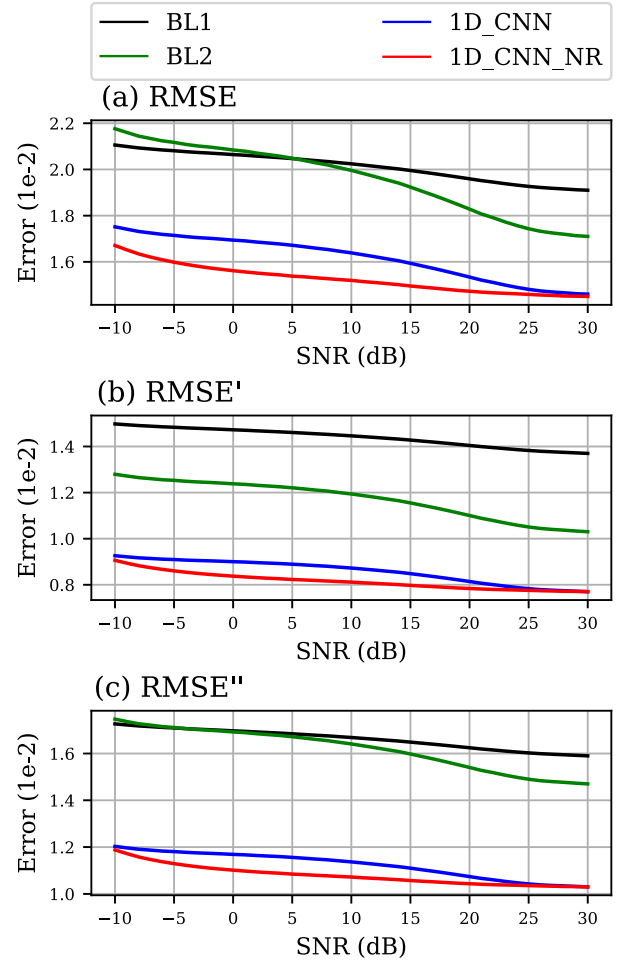 BL1 1D_CNN
BL2 1D_CNN_NR
(a) RMSE
2.2
2.0
1.8
1.6
Error (1e-2)
−10 −5 0 5 10 15 20 25 30
SNR (dB)
(b) RMSE'
1.4
1.2
1.0
0.8
Error (1e-2)
−10 −5 0 5 10 15 20 25 30
SNR (dB)
(c) RMSE"
1.6
1.4
1.2
1.0
Error (1e-2)
−10 −5 0 5 10 15 20 25 30
SNR (dB)